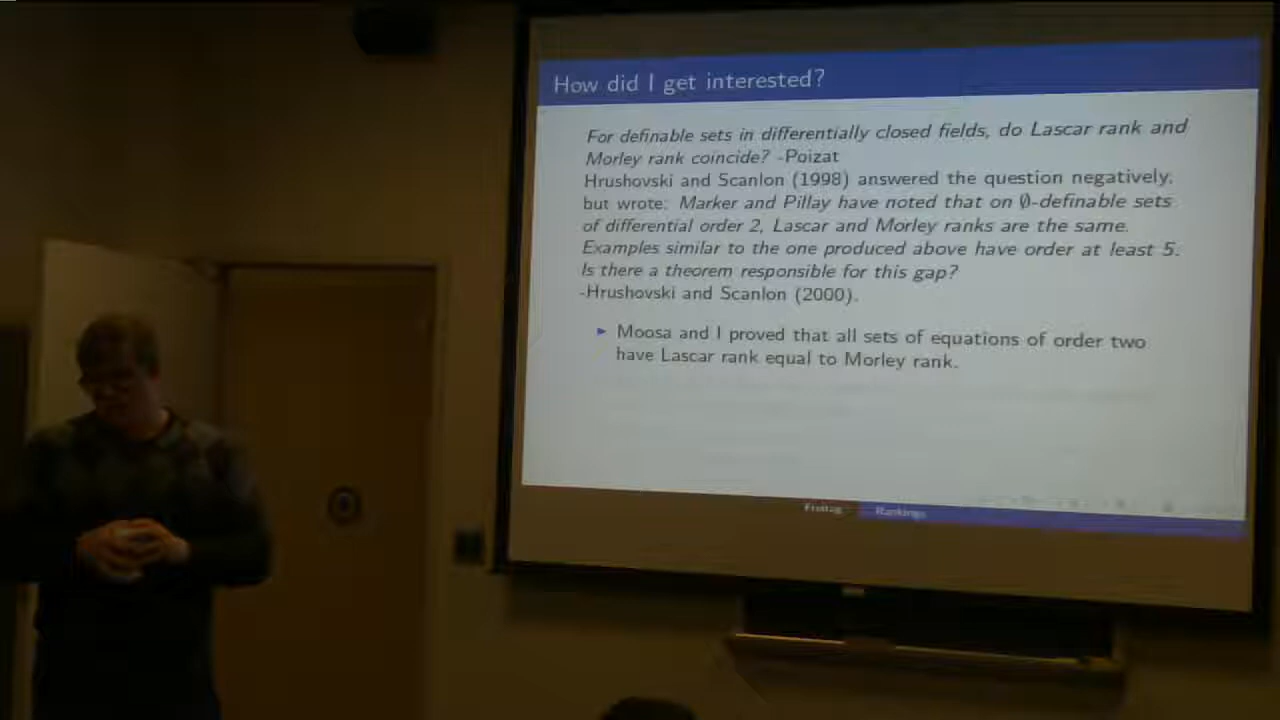 How did I get interested?
For definable sets in differentially closed fields, do Lascar rank and
Morley rank coincide? -Poizat
Hrushovski and Scanlon (1998) answered the question negatively,
but wrote: Marker and Pillay have noted that on ∅-definable sets
of differential order 2, Lascar and Morley ranks are the same.
Examples similar to the one produced above have order at least 5.
Is there a theorem responsible for this gap?
-Hrushovski and Scanlon (2000).
▶ Moosa and I proved that all sets of equations of order two
have Lascar rank equal to Morley rank.
Freitag Rankings